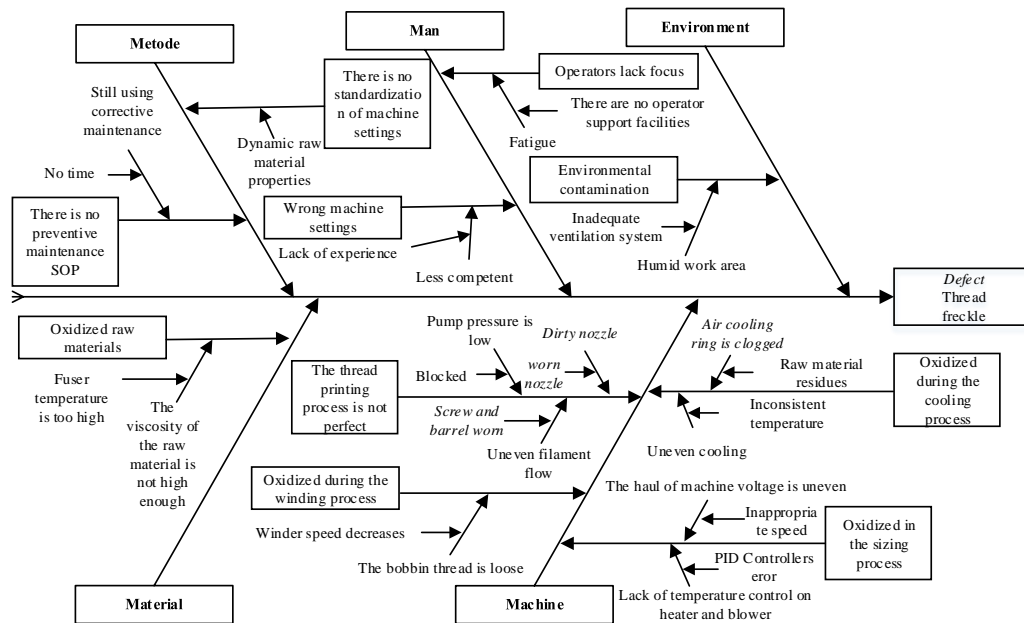 Metode
Man
Environment
Still using
corrective
maintenance
No time
There is no
preventive
maintenance
SOP
There is no
standardizatio
n of machine
settings
Dynamic raw
material
properties
Operators lack focus
There are no operator
support facilities
Fatigue
Wrong machine
settings
Lack of experience
Less competent
Environmental
contamination
Inadequate
ventilation system
Humid work area
Defect
Thread
freckle
Oxidized raw
materials
Fuser
temperature
is too high
The
viscosity of
the raw
material is
not high
enough
Material
Pump pressure is
low
Dirty nozzle
Blocked
worn
nozzle
The thread
printing
process is not
perfect
Screw and
barrel worn
Uneven filament
flow
Air cooling
ring is clogged
Raw material
residues
Oxidized
during the
cooling
process
Inconsistent
temperature
Uneven cooling
Oxidized during the
winding process
Winder speed decreases
The bobbin thread is loose
The haul of machine voltage is uneven
Inappropria
te speed
Oxidized in
the sizing
process
PID Controllers
eror
Lack of temperature control on
heater and blower
Machine